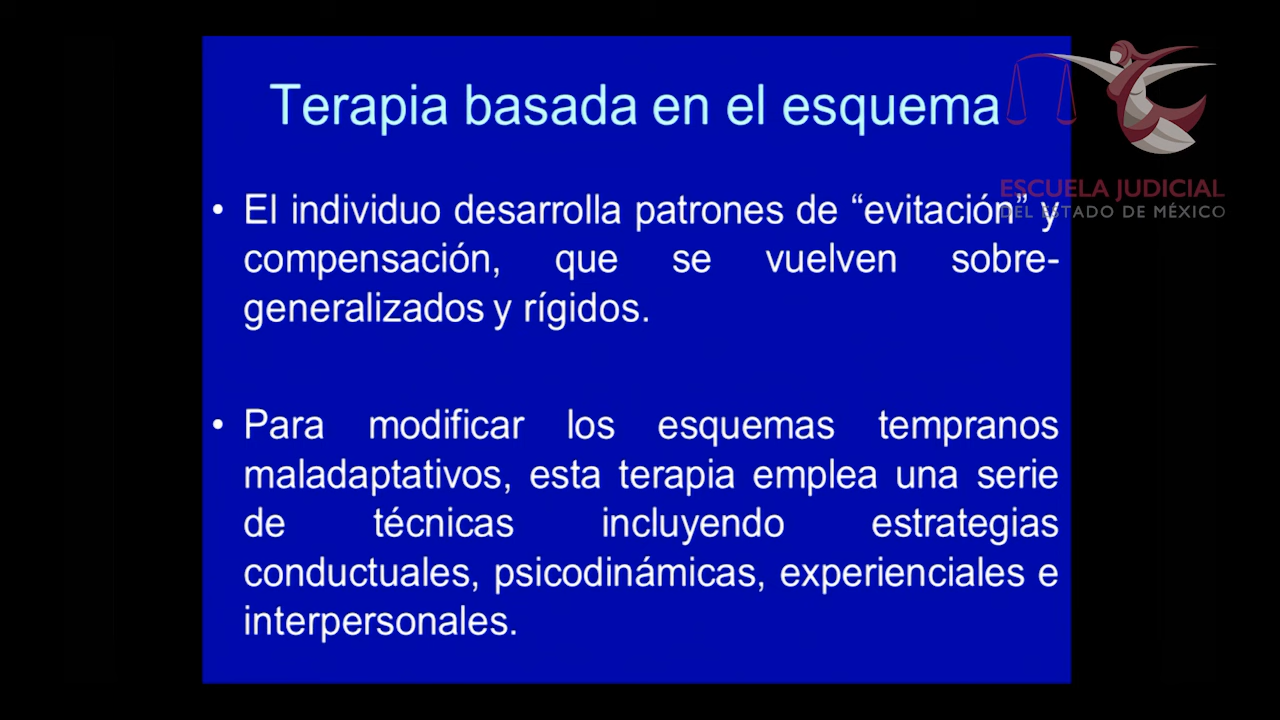 Terapia basada en el esquema
ESCUELA JUDICIAL
DEL ESTADO DE MÉXICO
• El individuo desarrolla patrones de “evitación” y
compensación, que se vuelven sobre-
generalizados y rígidos.
• Para modificar los esquemas tempranos
maladaptativos, esta terapia emplea una serie
de técnicas incluyendo estrategias
conductuales, psicodinámicas, experienciales e
interpersonales.